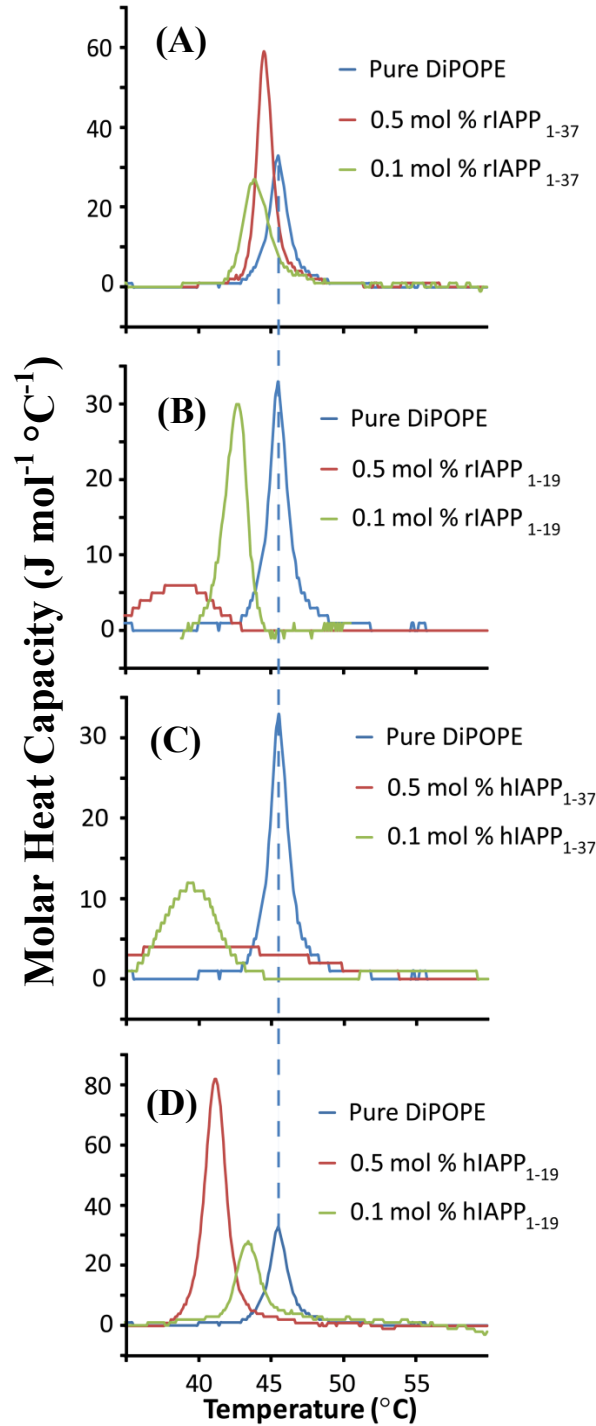 Molar Heat Capacity (J mol⁻¹ °C⁻¹)
(A)
60
40
20
0
Pure DiPOPE
0.5 mol % rIAPP₁₋₃₇
0.1 mol % rIAPP₁₋₃₇
(B)
30
20
10
0
Pure DiPOPE
0.5 mol % rIAPP₁₋₁₉
0.1 mol % rIAPP₁₋₁₉
(C)
30
20
10
0
Pure DiPOPE
0.5 mol % hIAPP₁₋₃₇
0.1 mol % hIAPP₁₋₃₇
(D)
80
60
40
20
0
Pure DiPOPE
0.5 mol % hIAPP₁₋₁₉
0.1 mol % hIAPP₁₋₁₉
40 45 50 55
Temperature (°C)